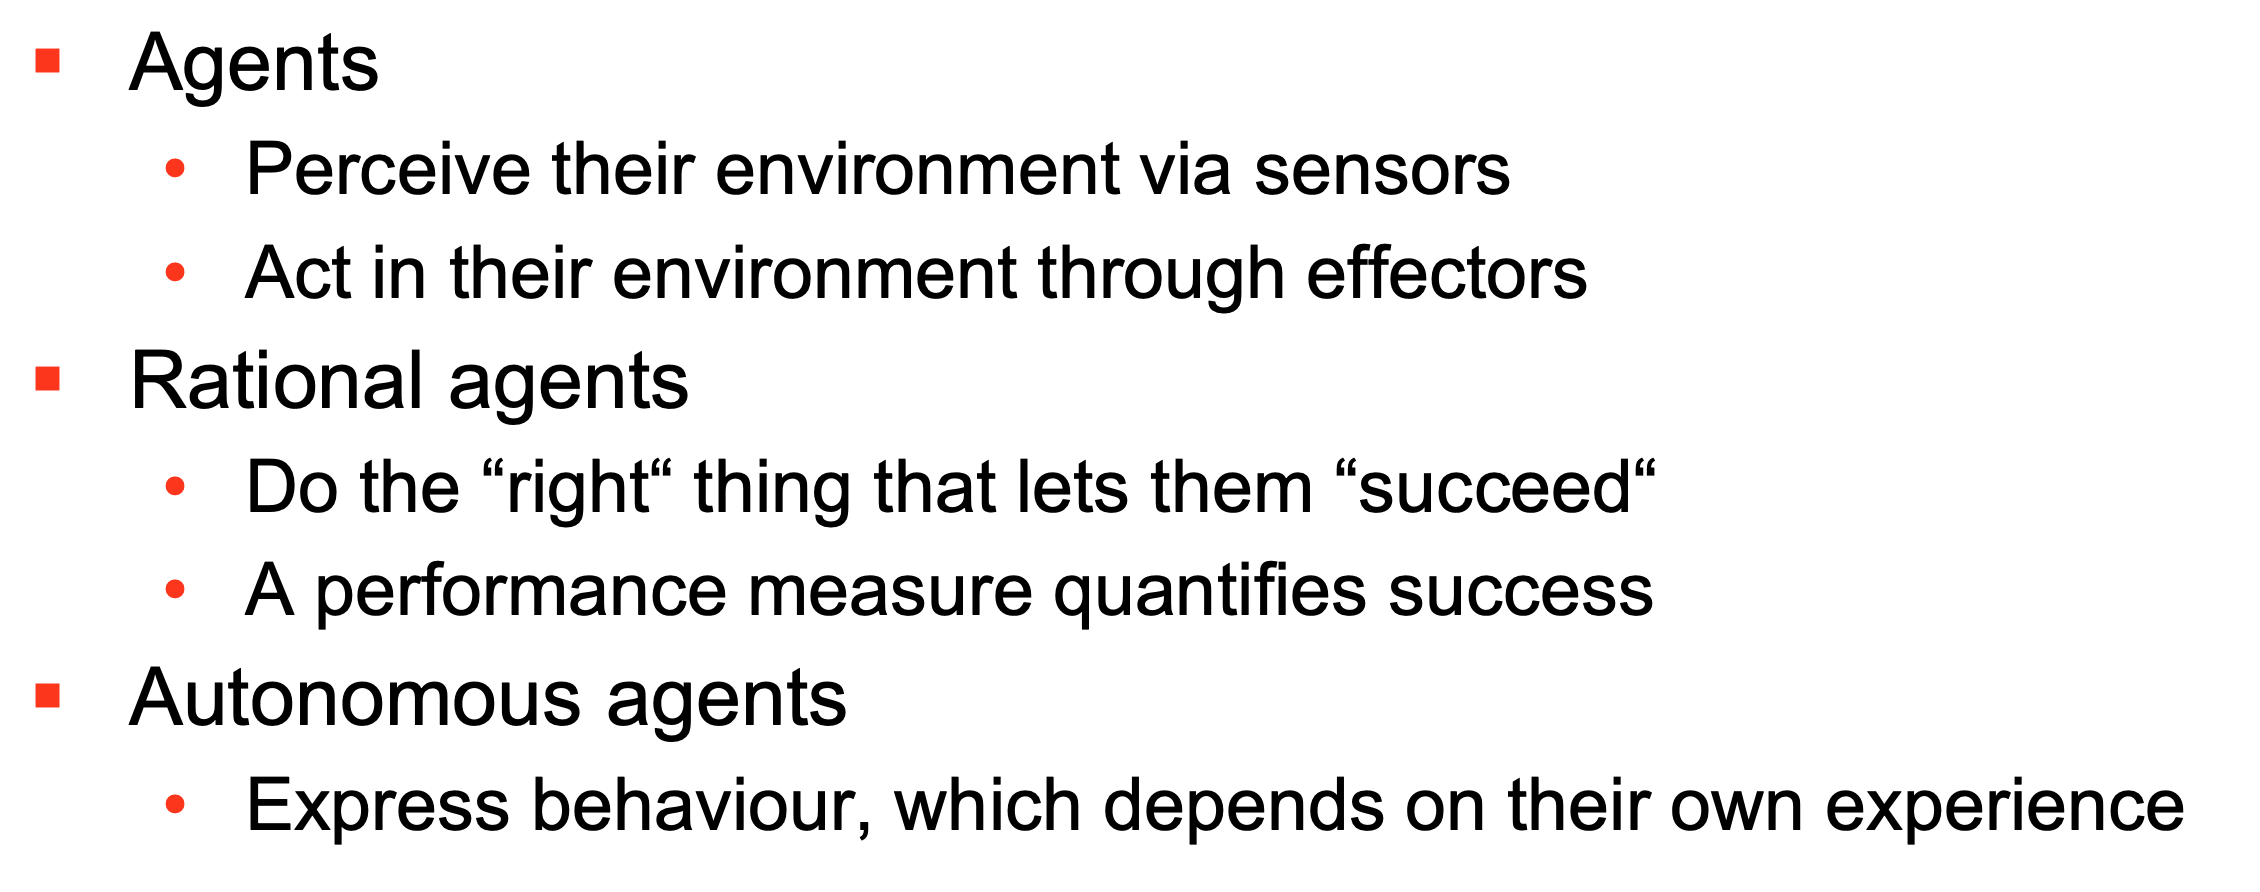 ▪ Agents
• Perceive their environment via sensors
• Act in their environment through effectors
▪ Rational agents
• Do the “right“ thing that lets them “succeed“
• A performance measure quantifies success
▪ Autonomous agents
• Express behaviour, which depends on their own experience